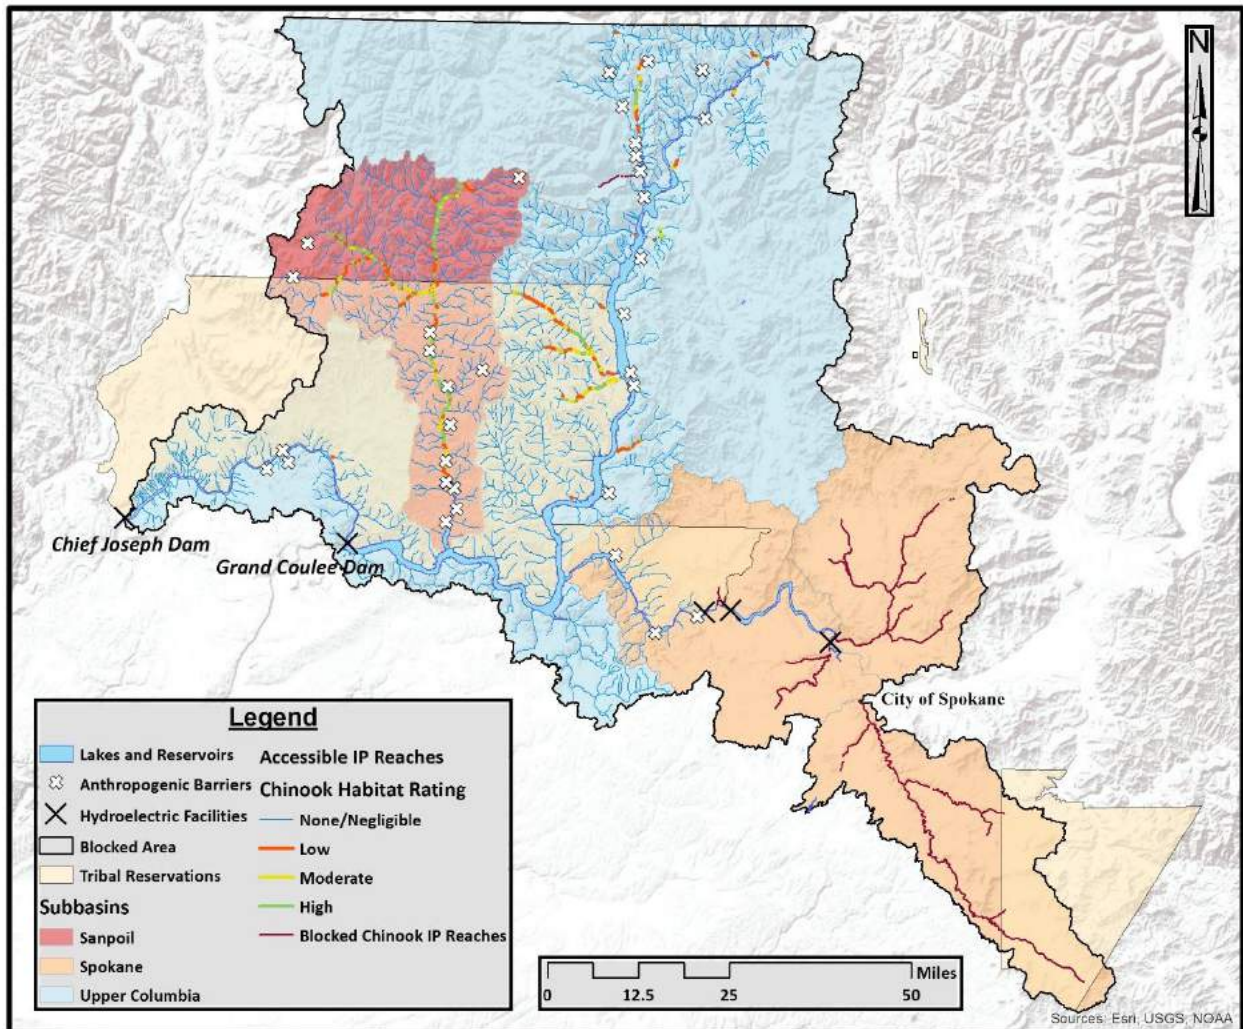 N
Chief Joseph Dam
Grand Coulee Dam
City of Spokane
Legend
Lakes and Reservoirs
Anthropogenic Barriers
Hydroelectric Facilities
Blocked Area
Tribal Reservations
Subbasins
Sanpoil
Spokane
Upper Columbia
Accessible IP Reaches
Chinook Habitat Rating
None/Negligible
Low
Moderate
High
Blocked Chinook IP Reaches
Miles
0 12.5 25 50
Sources: Esri, USGS, NOAA